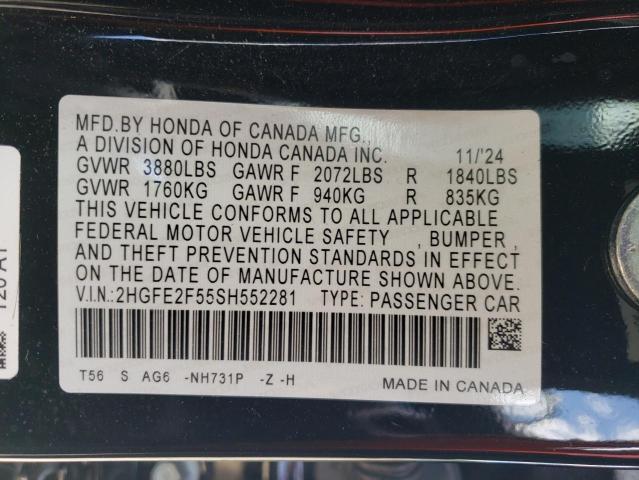 MFD.BY HONDA OF CANADA MFG.,
A DIVISION OF HONDA CANADA INC. 11/'24
GVWR 3880LBS GAWR F 2072LBS R 1840LBS
GVWR 1760KG GAWR F 940KG R 835KG
THIS VEHICLE CONFORMS TO ALL APPLICABLE
FEDERAL MOTOR VEHICLE SAFETY , BUMPER ,
AND THEFT PREVENTION STANDARDS IN EFFECT
ON THE DATE OF MANUFACTURE SHOWN ABOVE.
V.I.N.:2HGFE2F55SH552281 TYPE: PASSENGER CAR
T56 S AG6 -NH731P -Z -H
MADE IN CANADA
120 A1